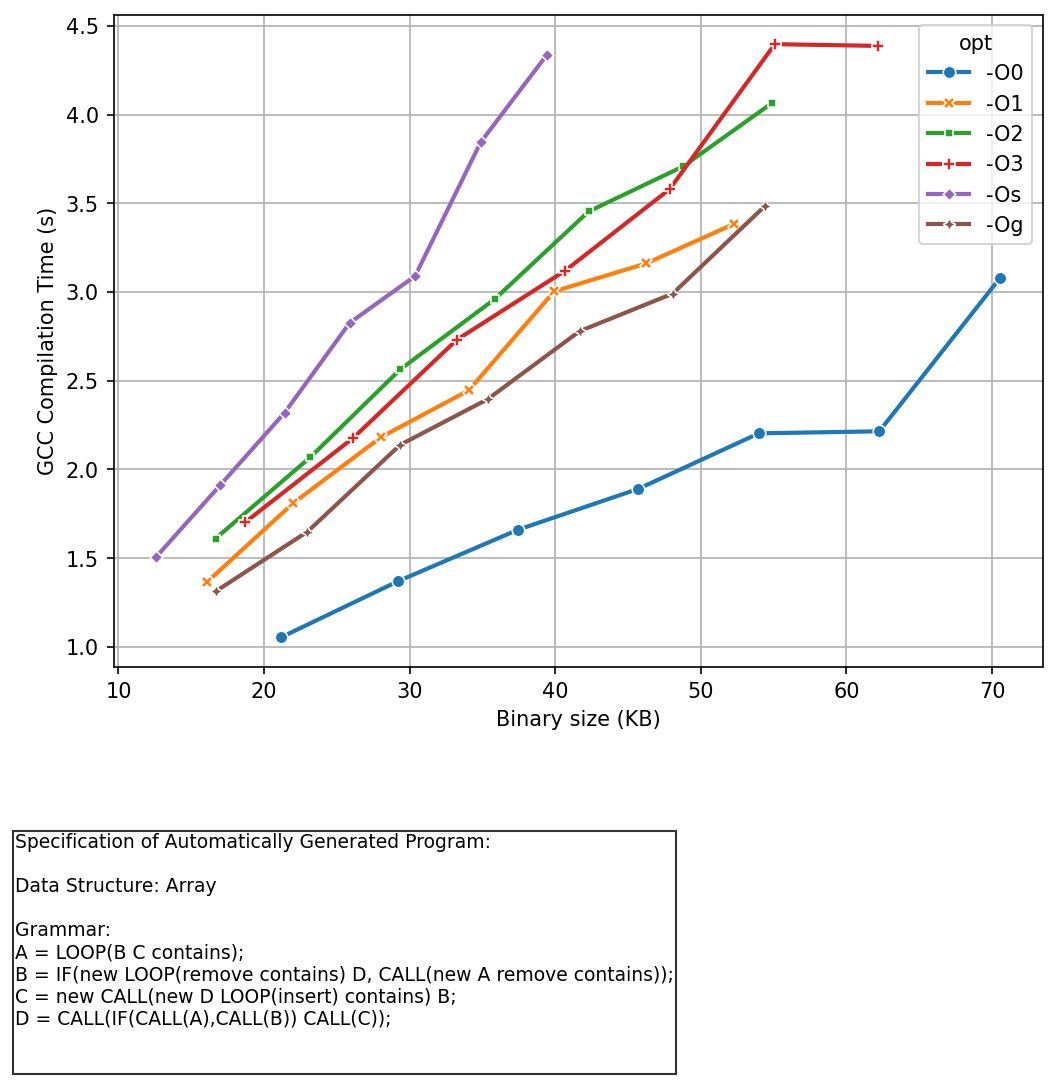 4.5
4.0
3.5
3.0
2.5
2.0
1.5
1.0
GCC Compilation Time (s)
opt
-O0
-O1
-O2
-O3
-Os
-Og
10 20 30 40 50 60 70
Binary size (KB)
Specification of Automatically Generated Program:
Data Structure: Array
Grammar:
A = LOOP(B C contains);
B = IF(new LOOP(remove contains) D, CALL(new A remove contains));
C = new CALL(new D LOOP(insert) contains) B;
D = CALL(IF(CALL(A),CALL(B)) CALL(C));